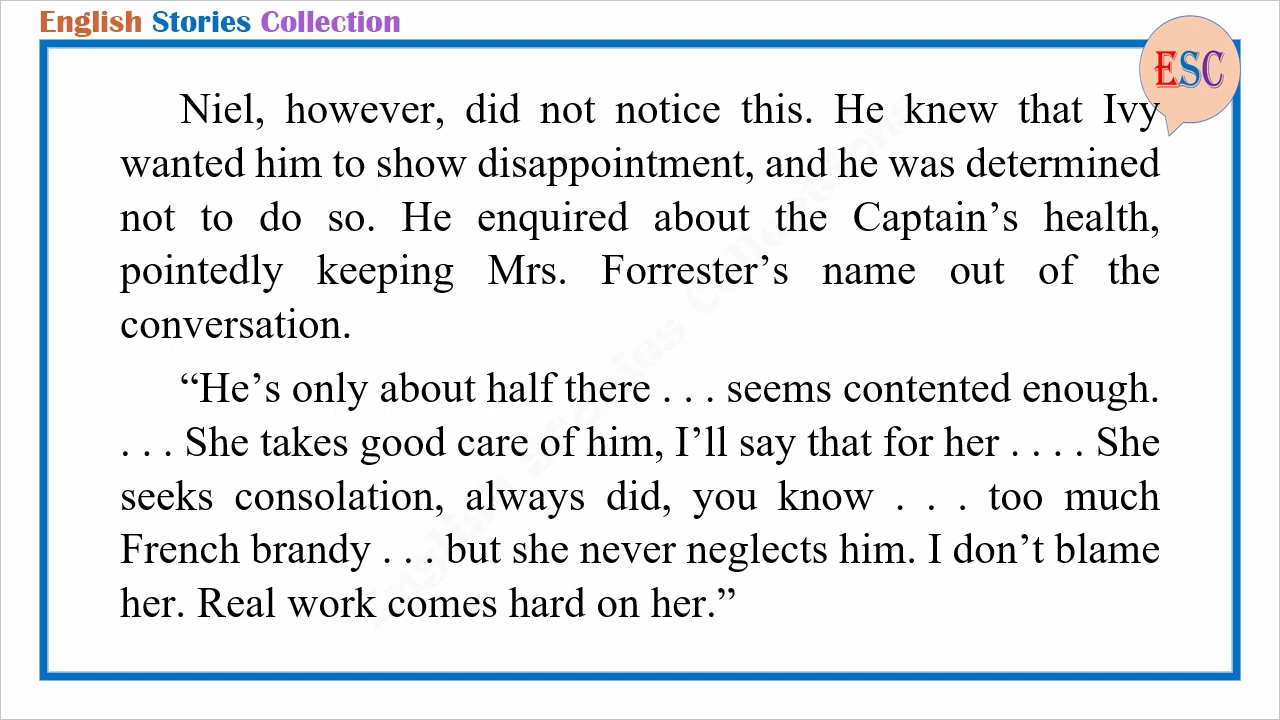 English Stories Collection
ESC
Niel, however, did not notice this. He knew that Ivy
wanted him to show disappointment, and he was determined
not to do so. He enquired about the Captain’s health,
pointedly keeping Mrs. Forrester’s name out of the
conversation.
“He’s only about half there . . . seems contented enough.
. . . She takes good care of him, I’ll say that for her . . . . She
seeks consolation, always did, you know . . . too much
French brandy . . . but she never neglects him. I don’t blame
her. Real work comes hard on her.”
English Stories Collection